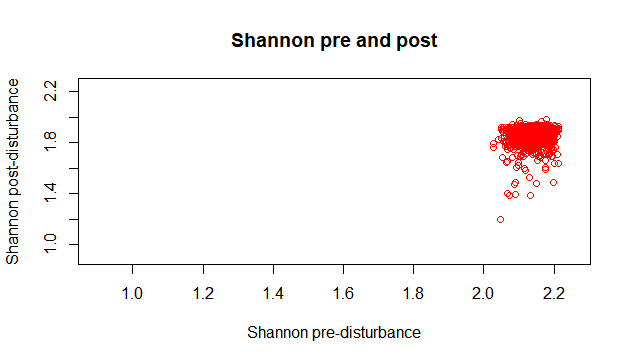 Shannon pre and post
Shannon post-disturbance
2.2
1.8
1.4
1.0
1.0 1.2 1.4 1.6 1.8 2.0 2.2
Shannon pre-disturbance